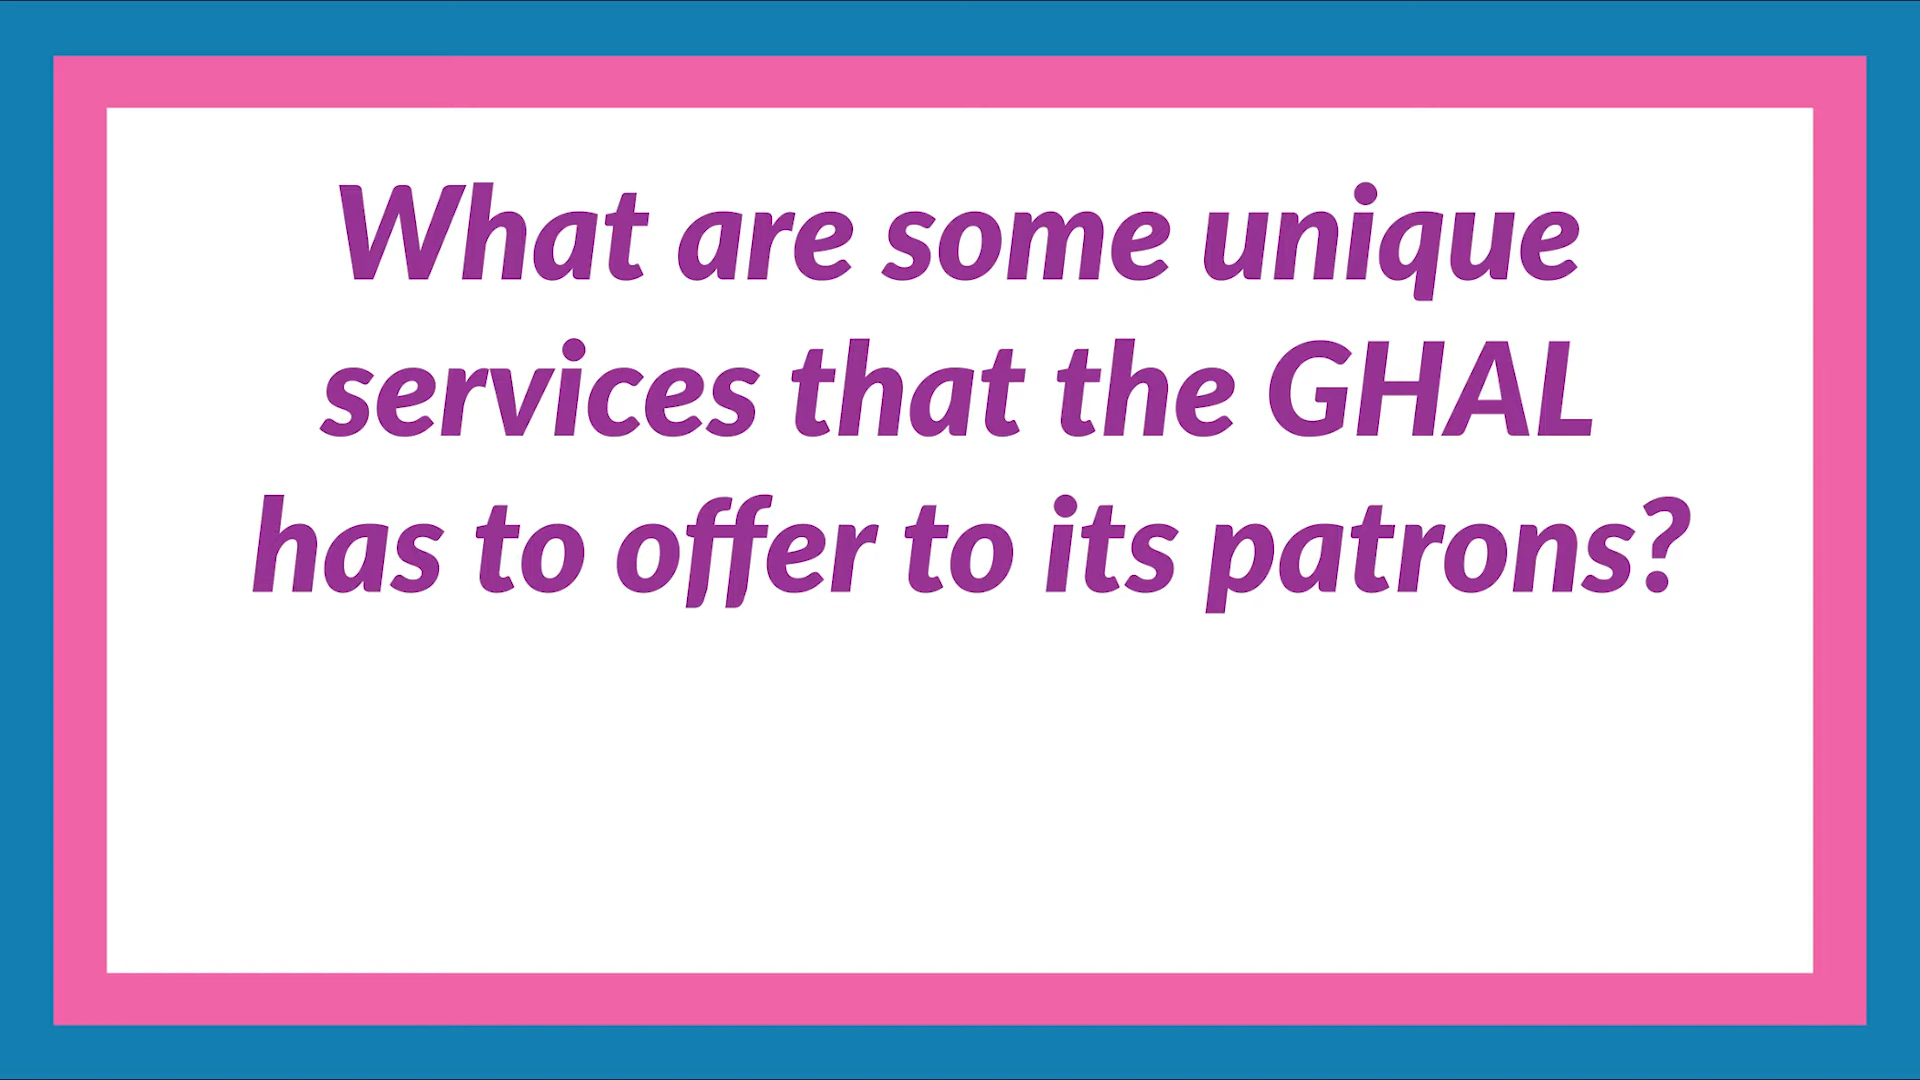 What are some unique
services that the GHAL
has to offer to its patrons?